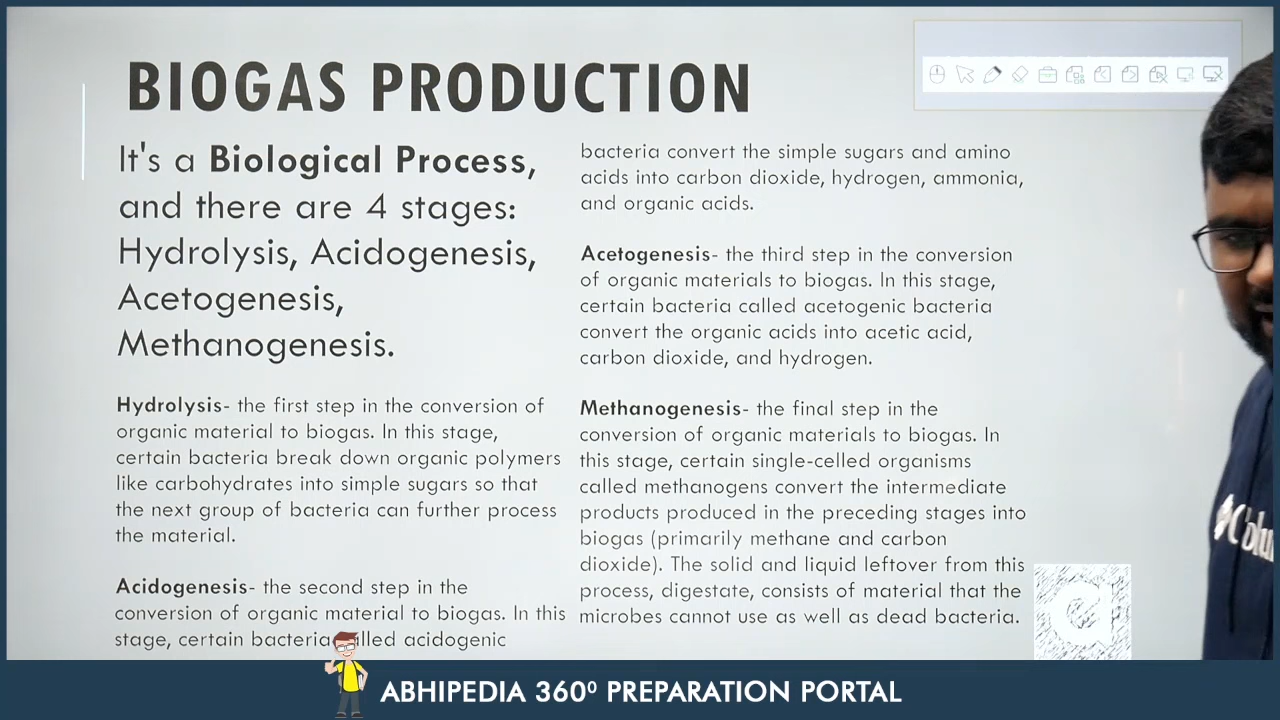 BIOGAS PRODUCTION
It's a Biological Process,
and there are 4 stages:
Hydrolysis, Acidogenesis,
Acetogenesis,
Methanogenesis.
Hydrolysis- the first step in the conversion of
organic material to biogas. In this stage,
certain bacteria break down organic polymers
like carbohydrates into simple sugars so that
the next group of bacteria can further process
the material.
Acidogenesis- the second step in the
conversion of organic material to biogas. In this
stage, certain bacteria acidogenic
bacteria convert the simple sugars and amino
acids into carbon dioxide, hydrogen, ammonia,
and organic acids.
Acetogenesis- the third step in the conversion
of organic materials to biogas. In this stage,
certain bacteria called acetogenic bacteria
convert the organic acids into acetic acid,
carbon dioxide, and hydrogen.
Methanogenesis- the final step in the
conversion of organic materials to biogas. In
this stage, certain single-celled organisms
called methanogens convert the intermediate
products produced in the preceding stages into
biogas (primarily methane and carbon
dioxide). The solid and liquid leftover from this
process, digestate, consists of material that the
microbes cannot use as well as dead bacteria.
ABHIPEDIA 360⁰ PREPARATION PORTAL